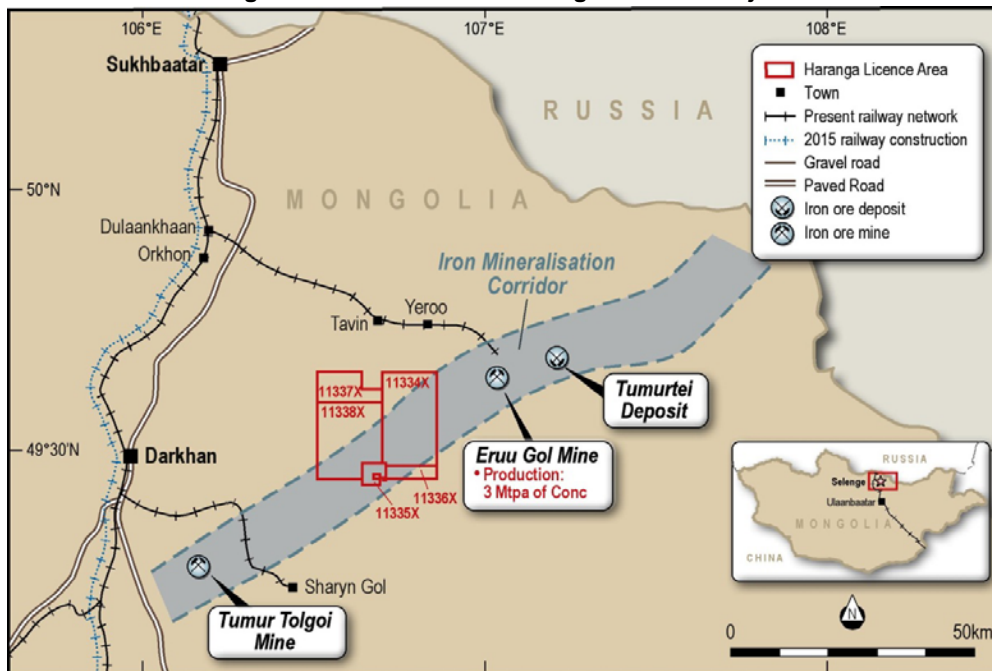 106°E
107°E
108°E
Sukhbaatar
RUSSIA
MONGOLIA
50°N
Dulaankhaan
Orkhon
Iron Mineralisation
Corridor
Yeroo
Tavin
11337X
11334X
11338X
Tumurtei
Deposit
49°30'N
Darkhan
Eruu Gol Mine
• Production:
3 Mtpa of Conc
11336X
11335X
Sharyn Gol
Tumur Tolgoi
Mine
Haranga Licence Area
Town
Present railway network
2015 railway construction
Gravel road
Paved Road
Iron ore deposit
Iron ore mine
RUSSIA
Selenge
Ulaanbaatar
MONGOLIA
CHINA
N
0
50km